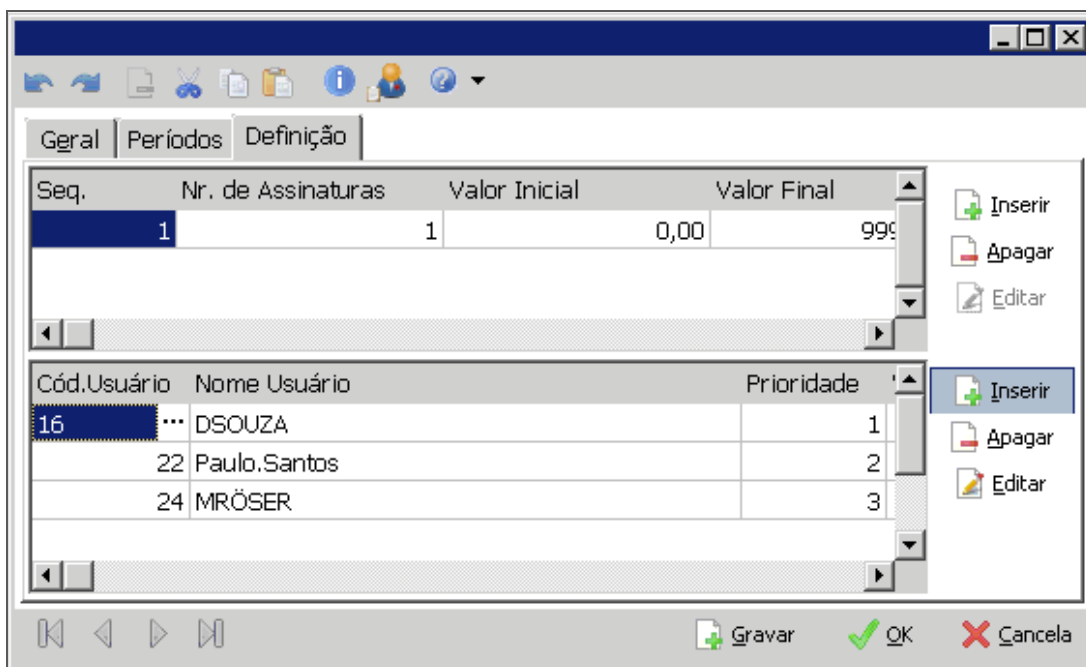 Geral Períodos Definição
Seq. Nr. de Assinaturas Valor Inicial Valor Final
1 1 0,00 999
Inserir
Apagar
Editar
Cód.Usuário Nome Usuário Prioridade
16 ... DSOUZA 1
22 Paulo.Santos 2
24 MRÖSER 3
Inserir
Apagar
Editar
Gravar OK Cancela